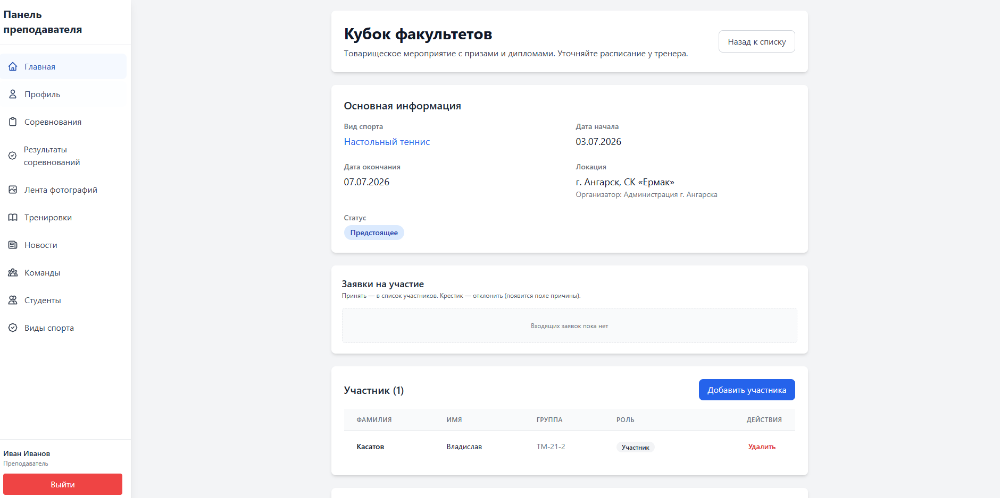 Панель
преподавателя
Главная
Профиль
Соревнования
Результаты
соревнований
Лента фотографий
Тренировки
Новости
Команды
Студенты
Виды спорта
Иван Иванов
Преподаватель
Выйти
Кубок факультетов
Товарищеское мероприятие с призами и дипломами. Уточняйте расписание у тренера.
Назад к списку
Основная информация
Вид спорта
Настольный теннис
Дата начала
03.07.2026
Дата окончания
07.07.2026
Локация
г. Ангарск, СК «Ермак»
Организатор: Администрация г. Ангарска
Статус
Предстоящее
Заявки на участие
Принять — в список участников. Крестик — отклонить (появится поле причины).
Входящих заявок пока нет
Участник (1)
Добавить участника
ФАМИЛИЯ ИМЯ ГРУППА РОЛЬ ДЕЙСТВИЯ
Касатов Владислав ТМ-21-2 Участник Удалить